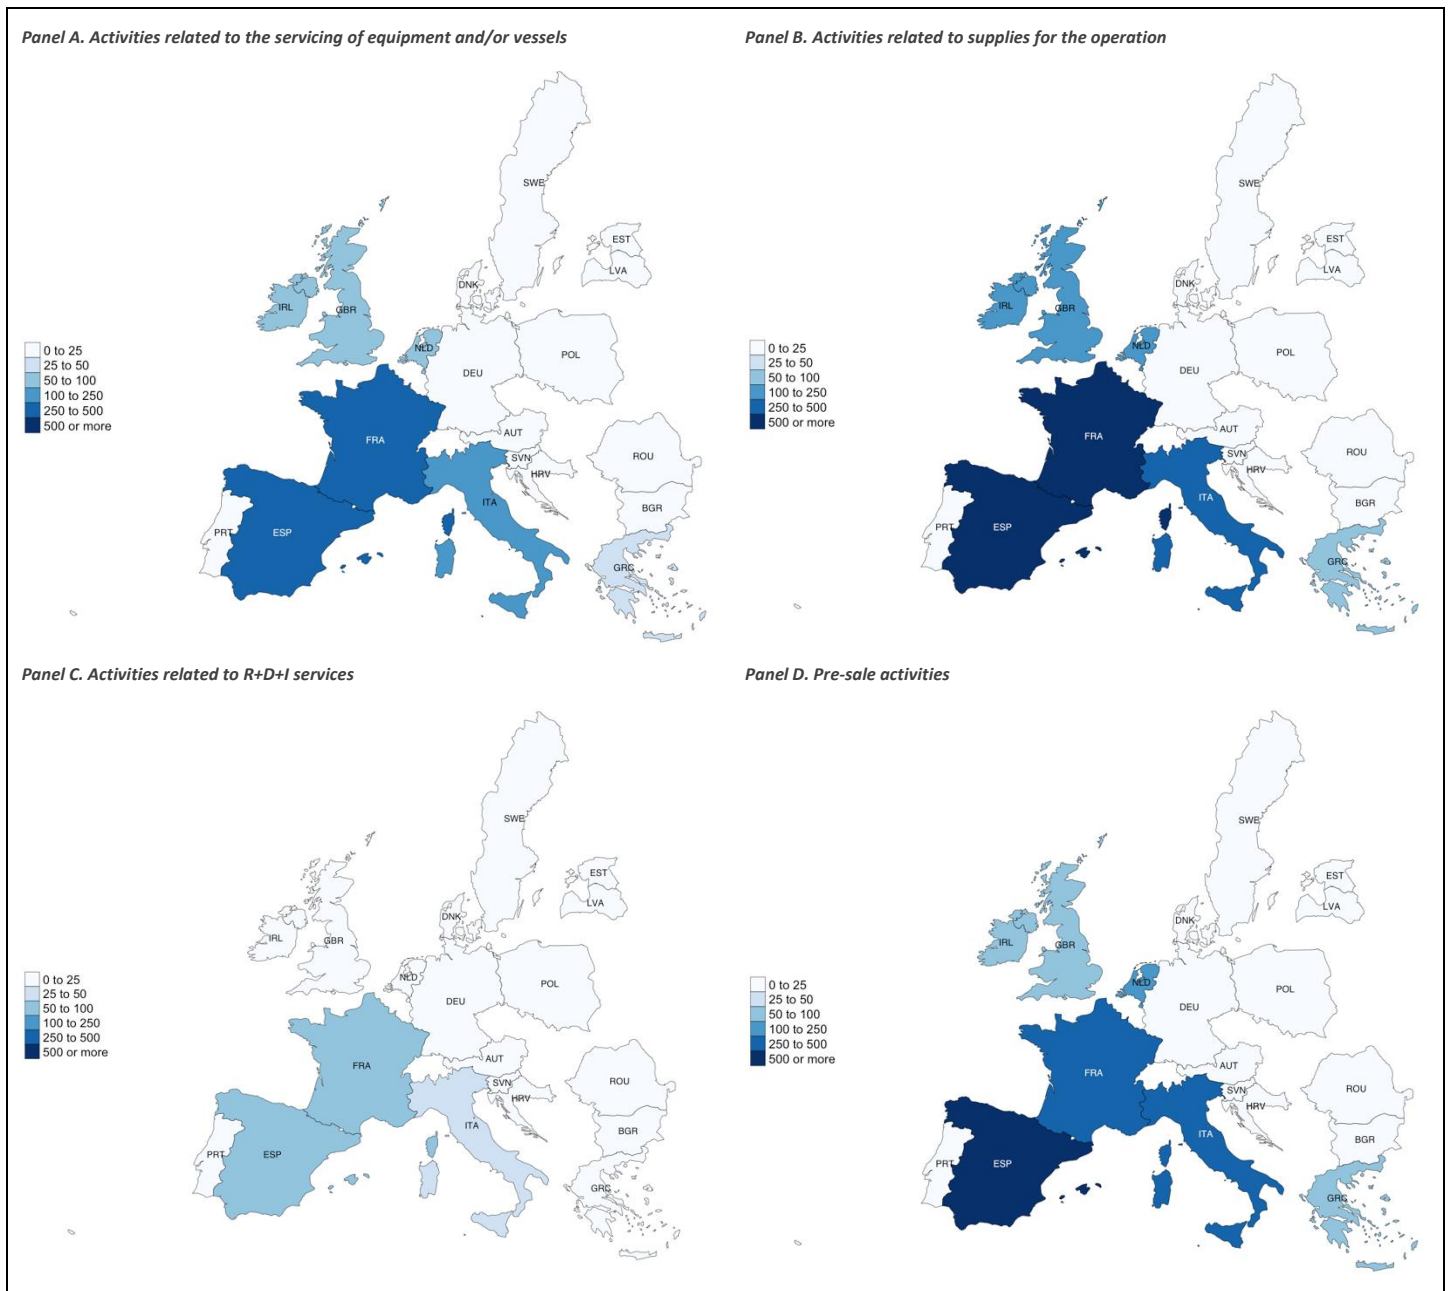 Panel A. Activities related to the servicing of equipment and/or vessels
SWE
EST
LVA
DNK
IRL
GBR
NLD
POL
DEU
0 to 25
25 to 50
50 to 100
100 to 250
250 to 500
500 or more
AUT
FRA
SVN
ROU
HRV
ITA
BGR
PRT
ESP
GRC
Panel B. Activities related to supplies for the operation
SWE
EST
LVA
DNK
IRL
GBR
NLD
POL
DEU
0 to 25
25 to 50
50 to 100
100 to 250
250 to 500
500 or more
AUT
FRA
SVN
ROU
HRV
ITA
BGR
PRT
ESP
GRC
Panel C. Activities related to R+D+I services
SWE
EST
LVA
DNK
IRL
GBR
NLD
POL
DEU
0 to 25
25 to 50
50 to 100
100 to 250
250 to 500
500 or more
AUT
FRA
SVN
ROU
HRV
ITA
BGR
PRT
ESP
GRC
Panel D. Pre-sale activities
SWE
EST
LVA
DNK
IRL
GBR
NLD
POL
DEU
0 to 25
25 to 50
50 to 100
100 to 250
250 to 500
500 or more
AUT
FRA
SVN
ROU
HRV
ITA
BGR
PRT
ESP
GRC